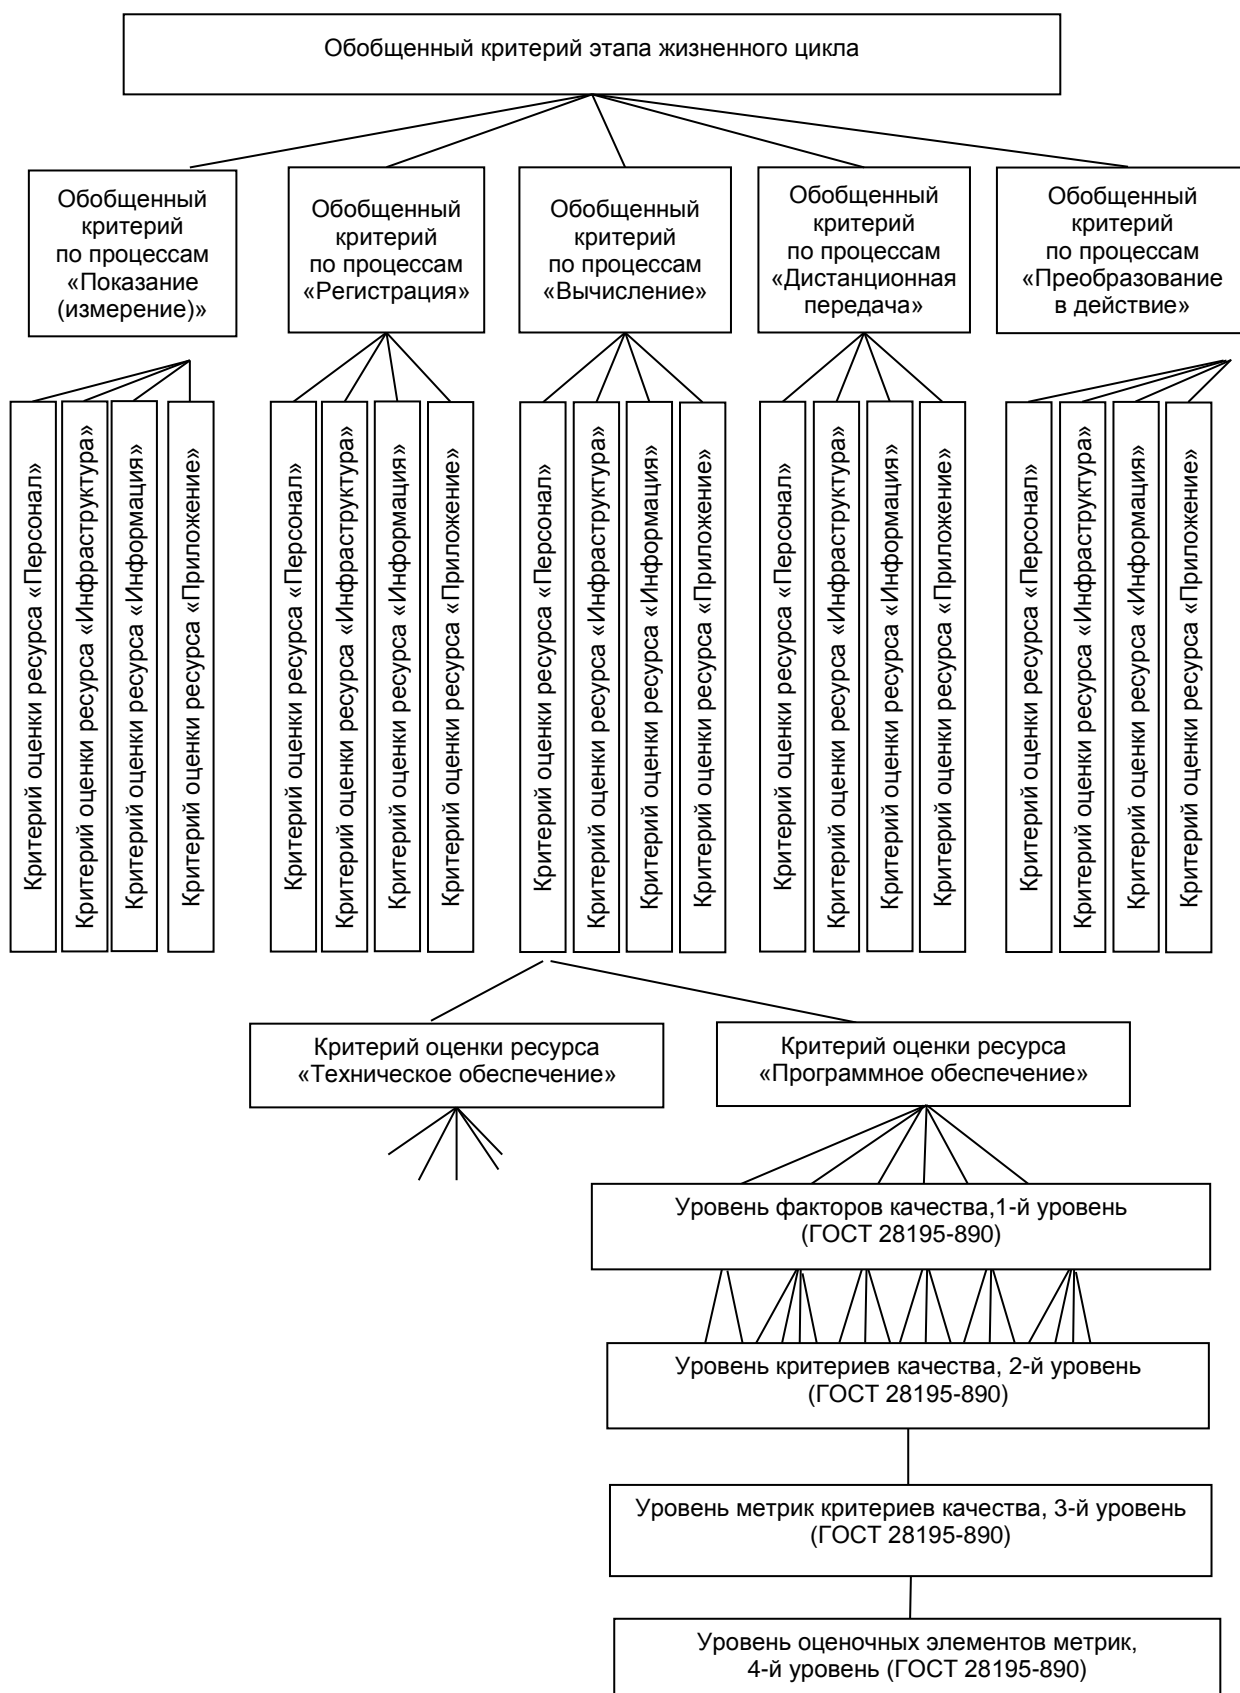 Обобщенный критерий этапа жизненного цикла
Обобщенный
критерий
по процессам
«Показание
(измерение)»
Обобщенный
критерий
по процессам
«Регистрация»
Обобщенный
критерий
по процессам
«Вычисление»
Обобщенный
критерий
по процессам
«Дистанционная
передача»
Обобщенный
критерий
по процессам
«Преобразование
в действие»
Критерий оценки ресурса «Персонал»
Критерий оценки ресурса «Инфраструктура»
Критерий оценки ресурса «Информация»
Критерий оценки ресурса «Приложение»
Критерий оценки ресурса «Персонал»
Критерий оценки ресурса «Инфраструктура»
Критерий оценки ресурса «Информация»
Критерий оценки ресурса «Приложение»
Критерий оценки ресурса «Персонал»
Критерий оценки ресурса «Инфраструктура»
Критерий оценки ресурса «Информация»
Критерий оценки ресурса «Приложение»
Критерий оценки ресурса «Персонал»
Критерий оценки ресурса «Инфраструктура»
Критерий оценки ресурса «Информация»
Критерий оценки ресурса «Приложение»
Критерий оценки ресурса «Персонал»
Критерий оценки ресурса «Инфраструктура»
Критерий оценки ресурса «Информация»
Критерий оценки ресурса «Приложение»
Критерий оценки ресурса
«Техническое обеспечение»
Критерий оценки ресурса
«Программное обеспечение»
Уровень факторов качества,1-й уровень
(ГОСТ 28195-890)
Уровень критериев качества, 2-й уровень
(ГОСТ 28195-890)
Уровень метрик критериев качества, 3-й уровень
(ГОСТ 28195-890)
Уровень оценочных элементов метрик,
4-й уровень (ГОСТ 28195-890)